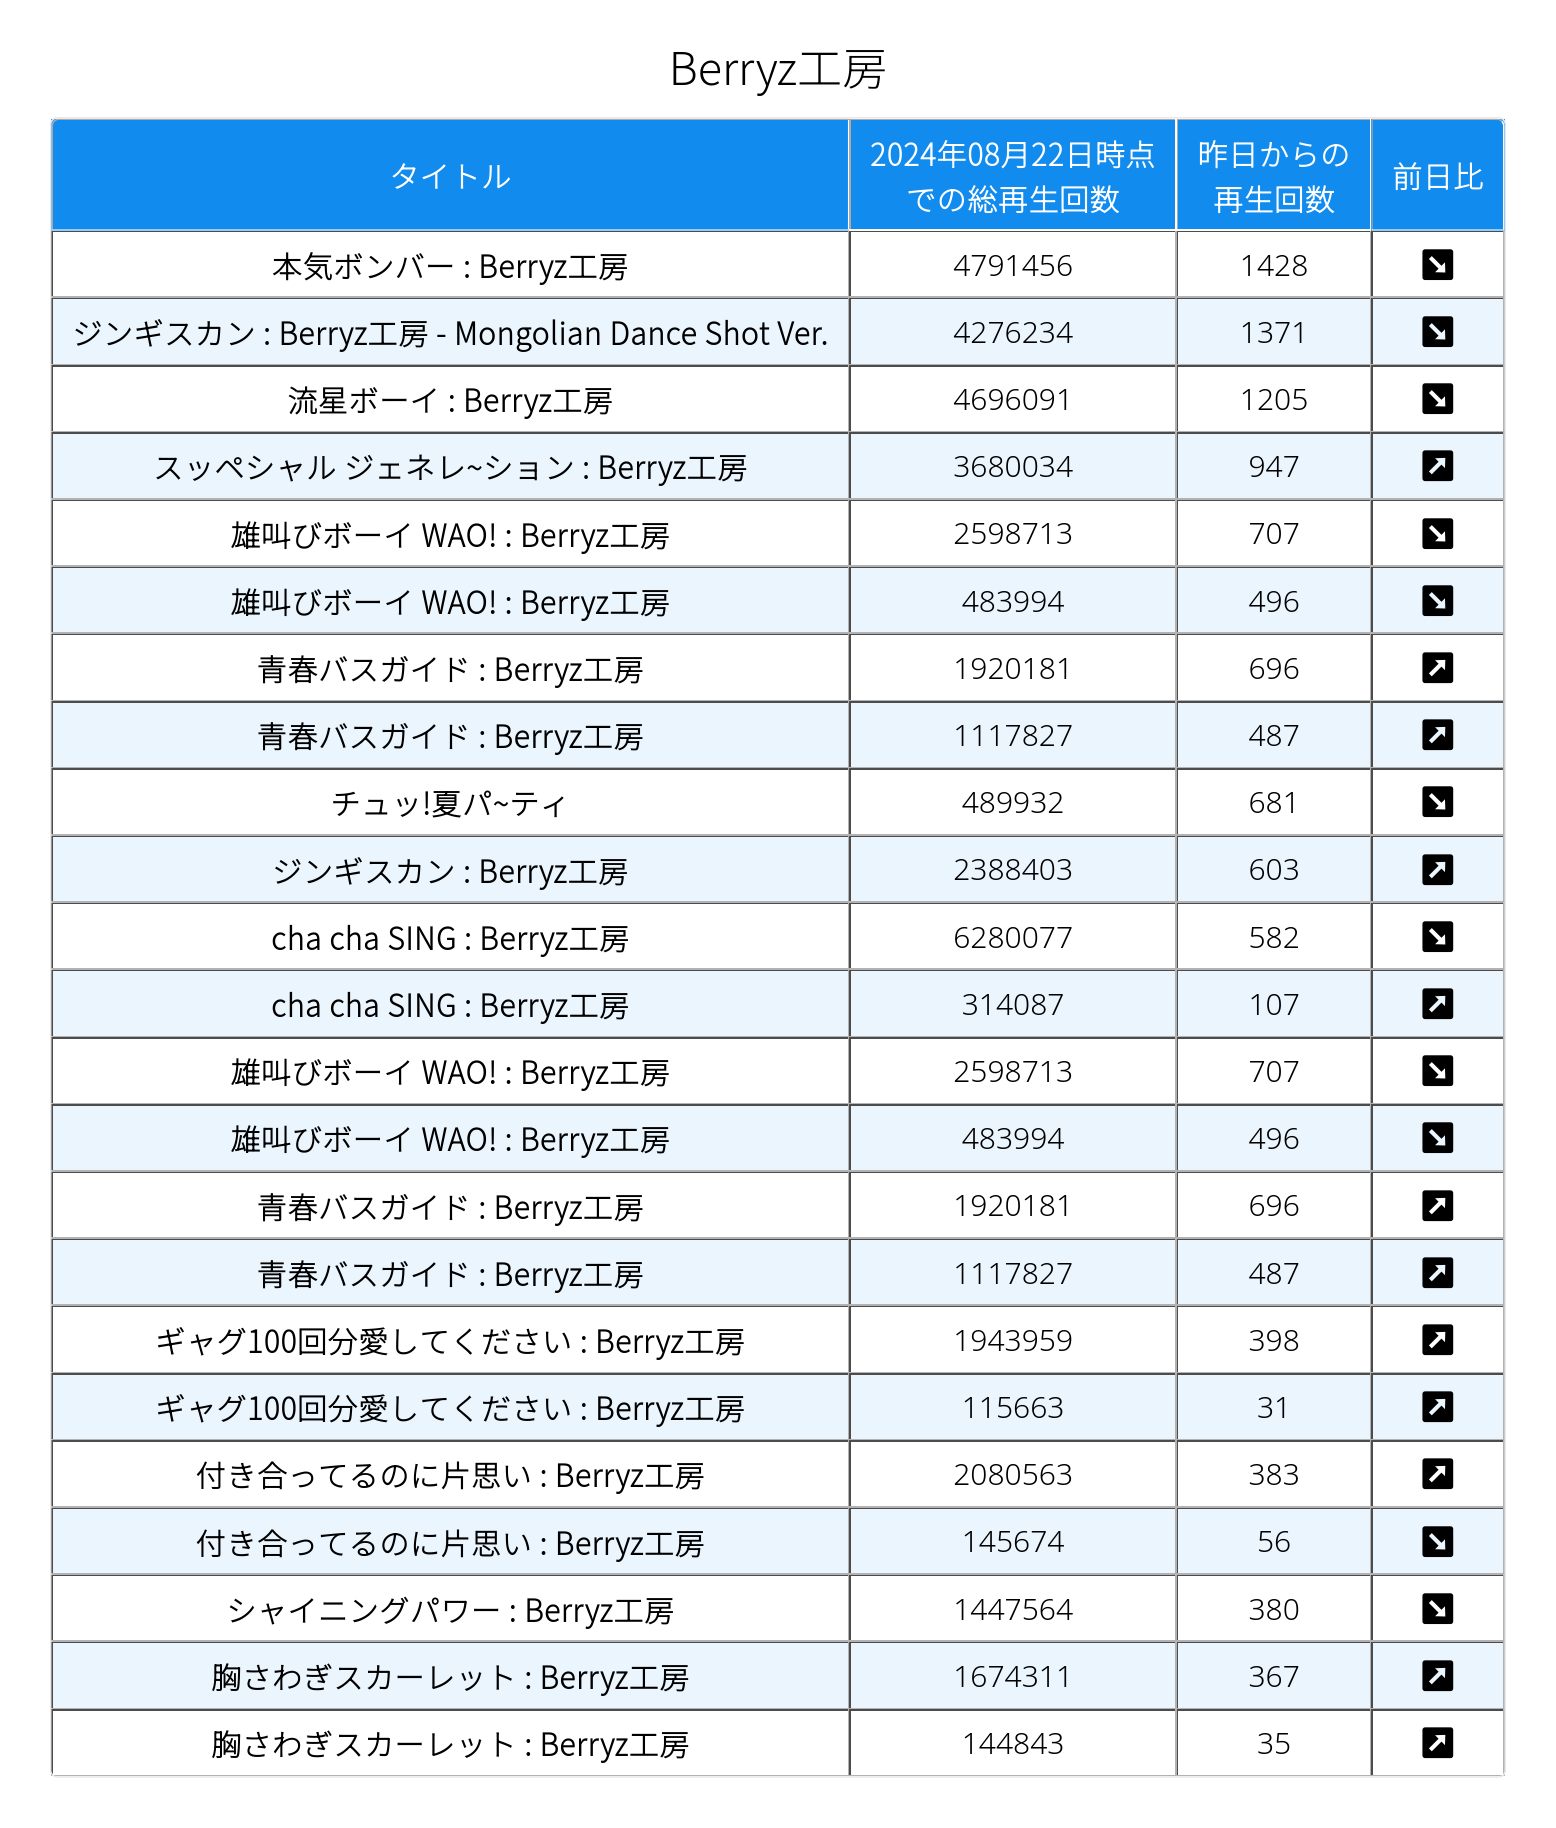 Berryz工房
タイトル 2024年08月22日時点 での総再生回数 昨日からの 再生回数 前日比
本気ボンバー : Berryz工房 4791456 1428 ↘
ジンギスカン : Berryz工房 - Mongolian Dance Shot Ver. 4276234 1371 ↘
流星ボーイ : Berryz工房 4696091 1205 ↘
スッペシャル ジェネレ~ション : Berryz工房 3680034 947 ↗
雄叫びボーイ WAO! : Berryz工房 2598713 707 ↘
雄叫びボーイ WAO! : Berryz工房 483994 496 ↘
青春バスガイド : Berryz工房 1920181 696 ↗
青春バスガイド : Berryz工房 1117827 487 ↗
チュッ!夏パ~ティ 489932 681 ↘
ジンギスカン : Berryz工房 2388403 603 ↗
cha cha SING : Berryz工房 6280077 582 ↘
cha cha SING : Berryz工房 314087 107 ↗
雄叫びボーイ WAO! : Berryz工房 2598713 707 ↘
雄叫びボーイ WAO! : Berryz工房 483994 496 ↘
青春バスガイド : Berryz工房 1920181 696 ↗
青春バスガイド : Berryz工房 1117827 487 ↗
ギャグ100回分愛してください : Berryz工房 1943959 398 ↗
ギャグ100回分愛してください : Berryz工房 115663 31 ↗
付き合ってるのに片思い : Berryz工房 2080563 383 ↗
付き合ってるのに片思い : Berryz工房 145674 56 ↘
シャイニングパワー : Berryz工房 1447564 380 ↘
胸さわぎスカーレット : Berryz工房 1674311 367 ↗
胸さわぎスカーレット : Berryz工房 144843 35 ↗